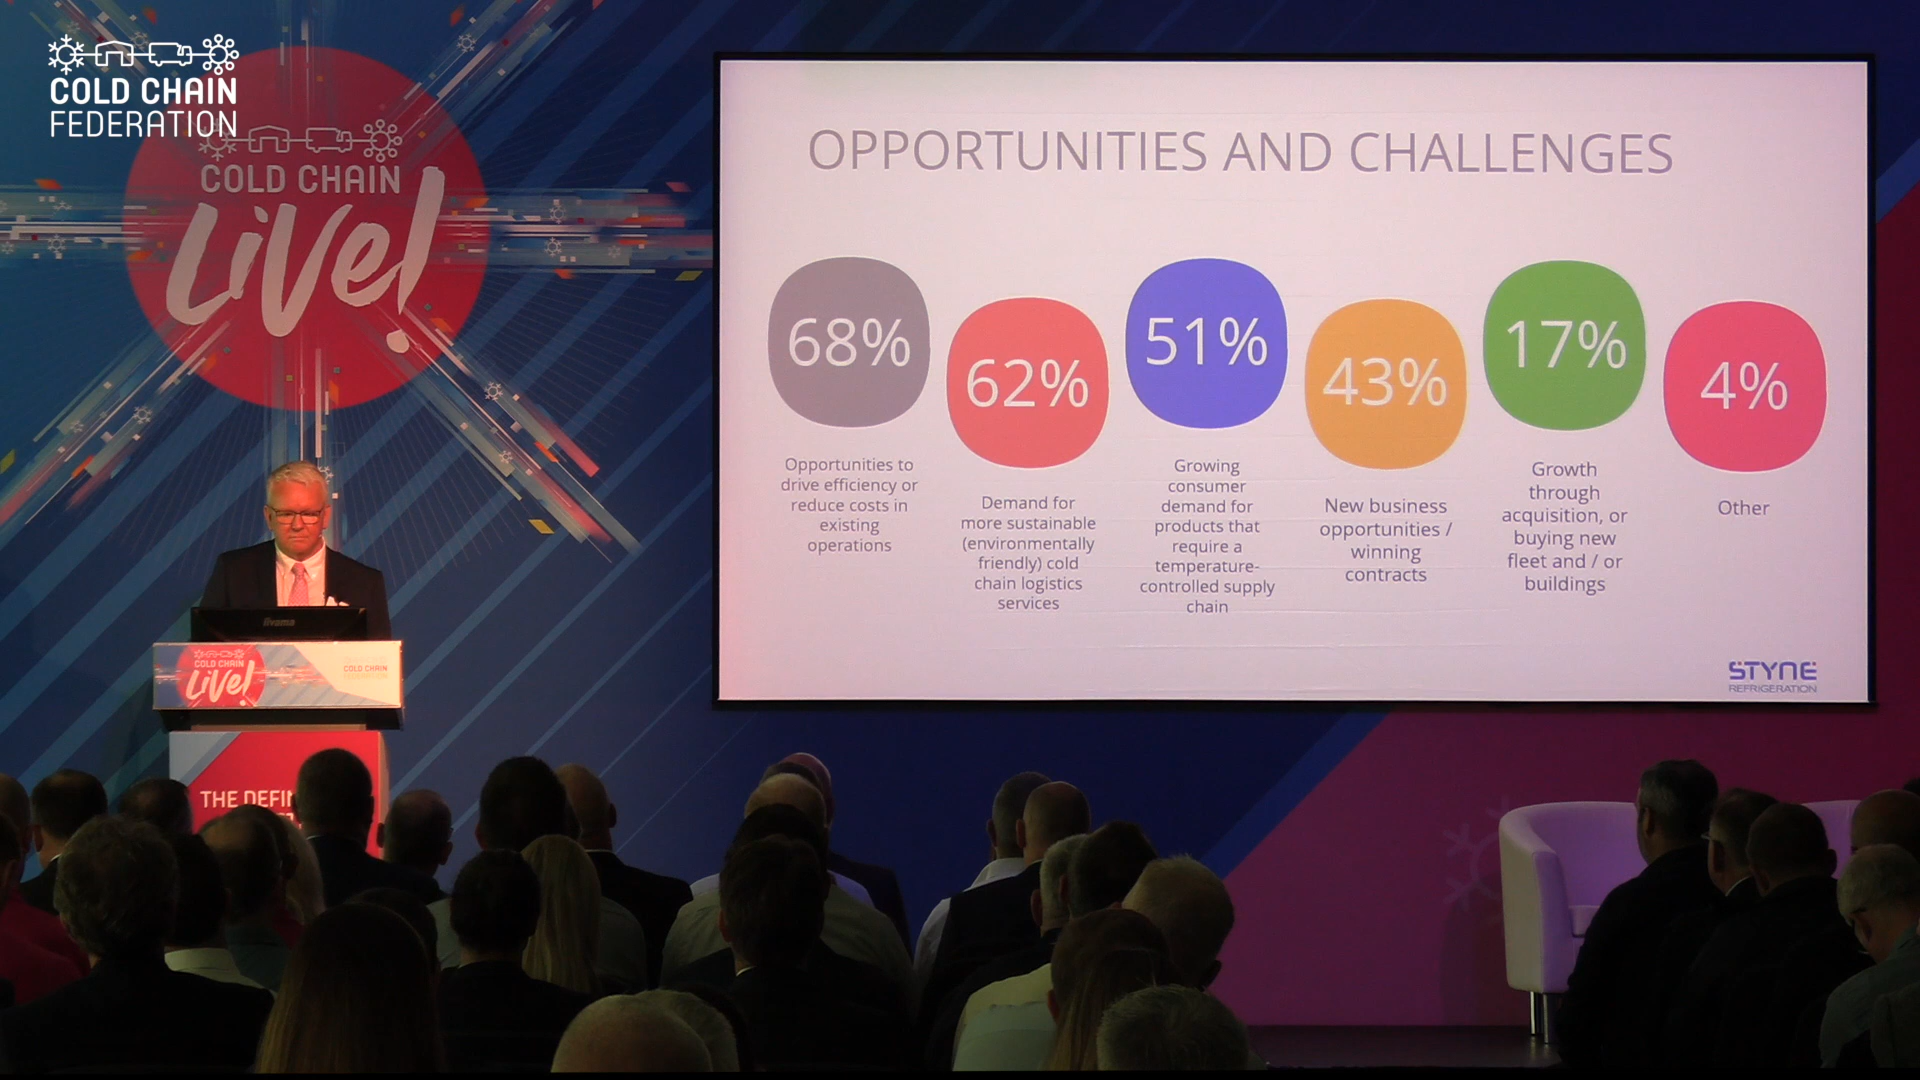 COLD CHAIN
FEDERATION
COLD CHAIN
Live!
OPPORTUNITIES AND CHALLENGES
68%
Opportunities to
drive efficiency or
reduce costs in
existing
operations
62%
Demand for
more sustainable
(environmentally
friendly) cold
chain logistics
services
51%
Growing
consumer
demand for
products that
require a
temperature-
controlled supply
chain
43%
New business
opportunities /
winning
contracts
17%
Growth
through
acquisition, or
buying new
fleet and / or
buildings
4%
Other
STYNE
REFRIGERATION
iiyama
COLD CHAIN
Live!
COLD CHAIN
FEDERATION
THE DEFIN